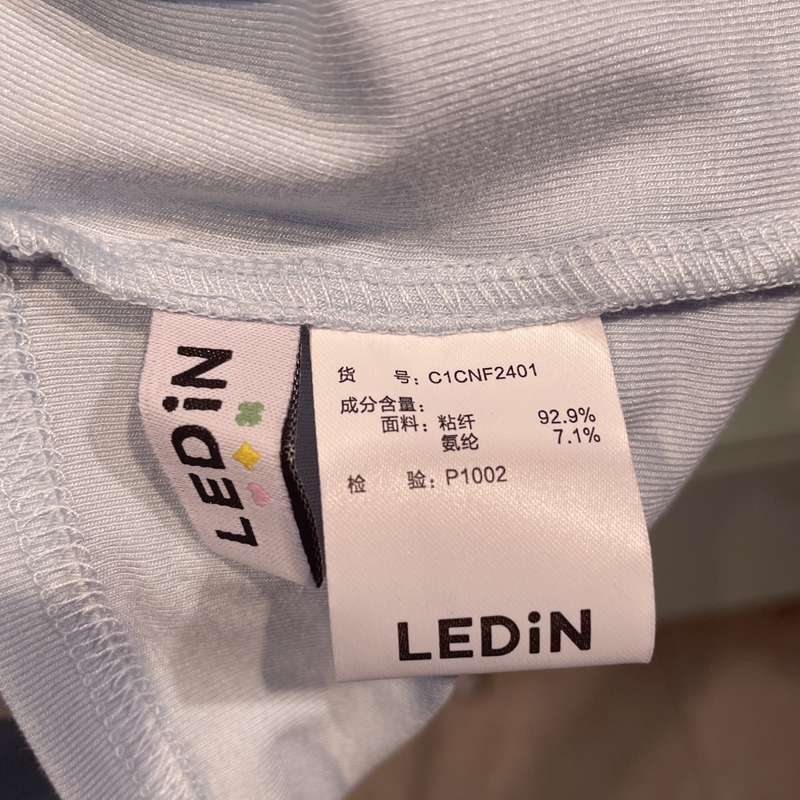 LEDiN
货 号: C1CNF2401
成分含量:
面料: 粘纤 92.9%
氨纶 7.1%
检 验: P1002
LEDiN